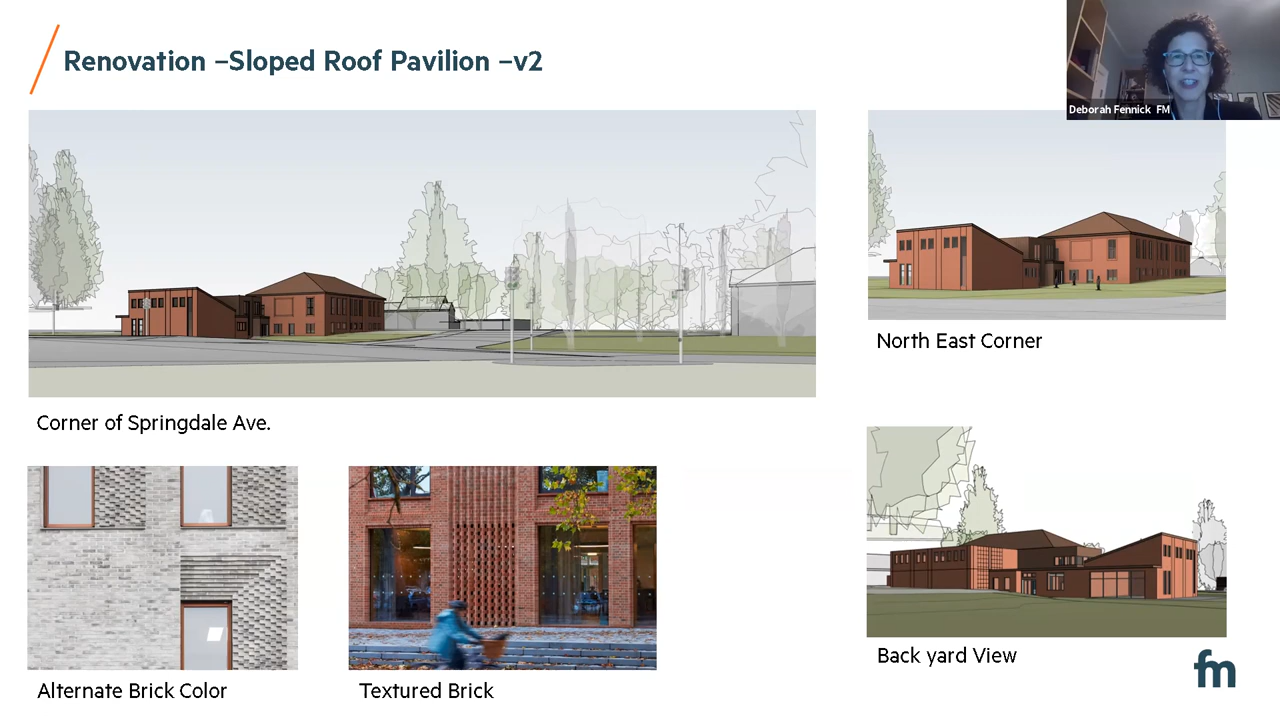 Renovation –Sloped Roof Pavilion –v2
Deborah Fennick FM
North East Corner
Corner of Springdale Ave.
Back yard View
fm
Alternate Brick Color
Textured Brick